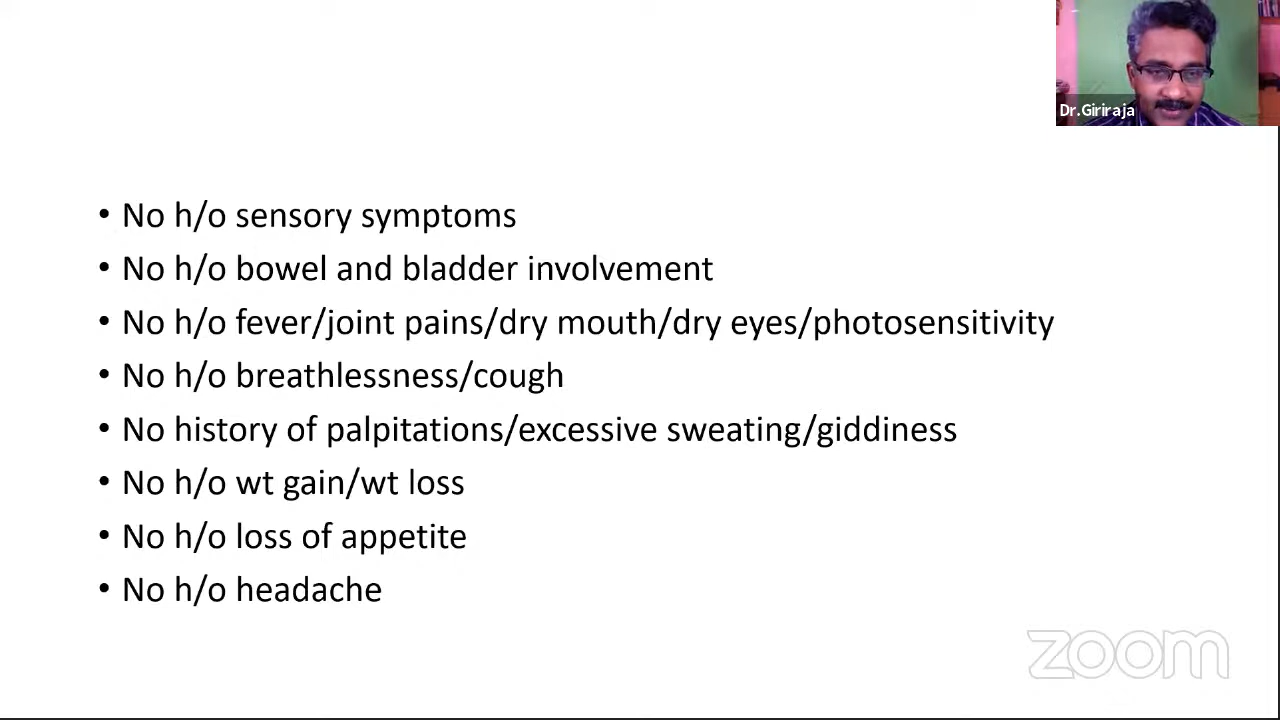 Dr.Giriraja
• No h/o sensory symptoms
• No h/o bowel and bladder involvement
• No h/o fever/joint pains/dry mouth/dry eyes/photosensitivity
• No h/o breathlessness/cough
• No history of palpitations/excessive sweating/giddiness
• No h/o wt gain/wt loss
• No h/o loss of appetite
• No h/o headache
zoom